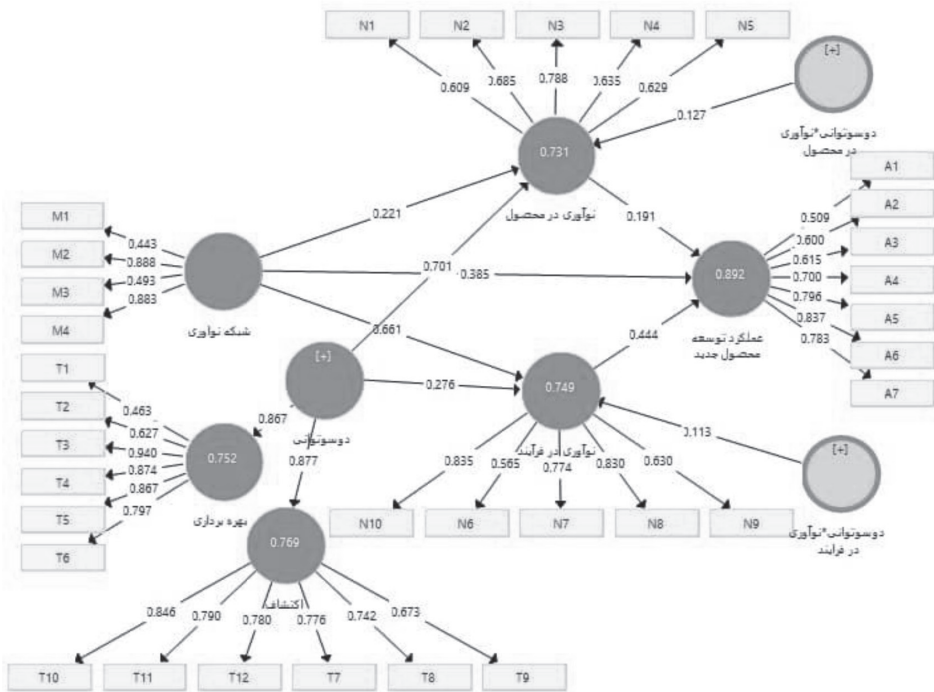 N1
N2
N3
N4
N5
[+]
0.609
0.685
0.788
0.635
0.629
0.127
دوسوتوانی*نوآوری
در محصول
0.731
نوآوری در محصول
A1
A2
A3
A4
A5
A6
A7
0.509
0.600
0.615
0.700
0.796
0.837
0.783
0.221
0.191
M1
M2
M3
M4
0.443
0.888
0.493
0.883
شبکه نوآوری
0.701
0.385
0.892
عملکرد توسعه
محصول جدید
0.661
0.444
[+]
دوسوتوانی
0.276
0.749
نوآوری در فرآیند
0.113
[+]
دوسوتوانی*نوآوری
در فرایند
T1
T2
T3
T4
T5
T6
0.463
0.627
0.940
0.874
0.867
0.797
0.867
0.752
بهره برداری
0.877
0.835
0.565
0.774
0.830
0.630
N10
N6
N7
N8
N9
0.769
اکتشاف
0.846
0.790
0.780
0.776
0.742
0.673
T10
T11
T12
T7
T8
T9